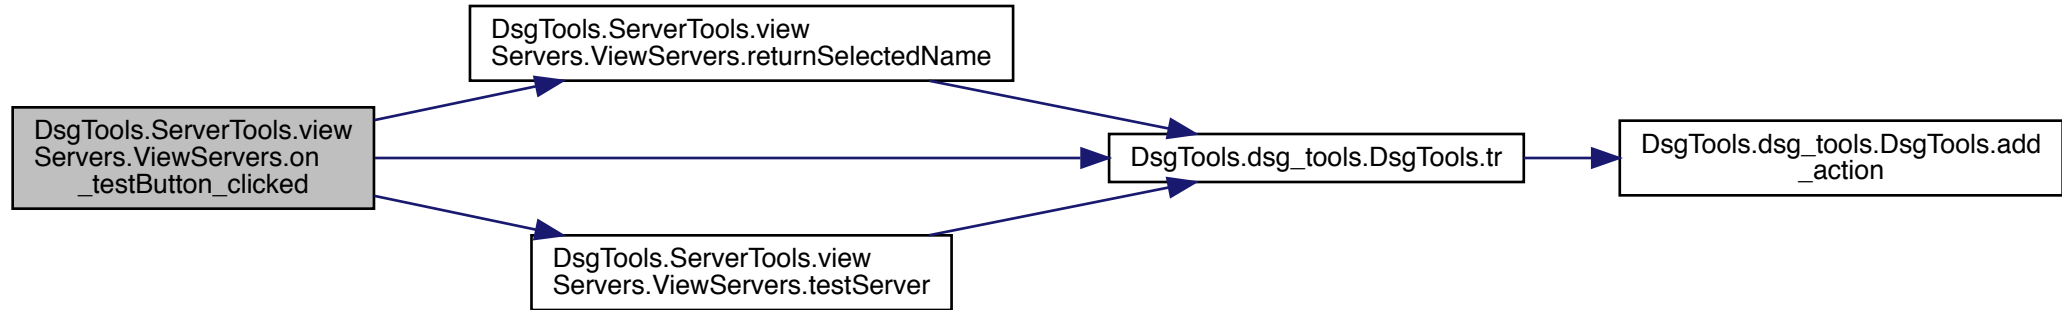 DsgTools.ServerTools.view
Servers.ViewServers.on
_testButton_clicked
DsgTools.ServerTools.view
Servers.ViewServers.returnSelectedName
DsgTools.ServerTools.view
Servers.ViewServers.testServer
DsgTools.dsg_tools.DsgTools.tr
DsgTools.dsg_tools.DsgTools.add
_action